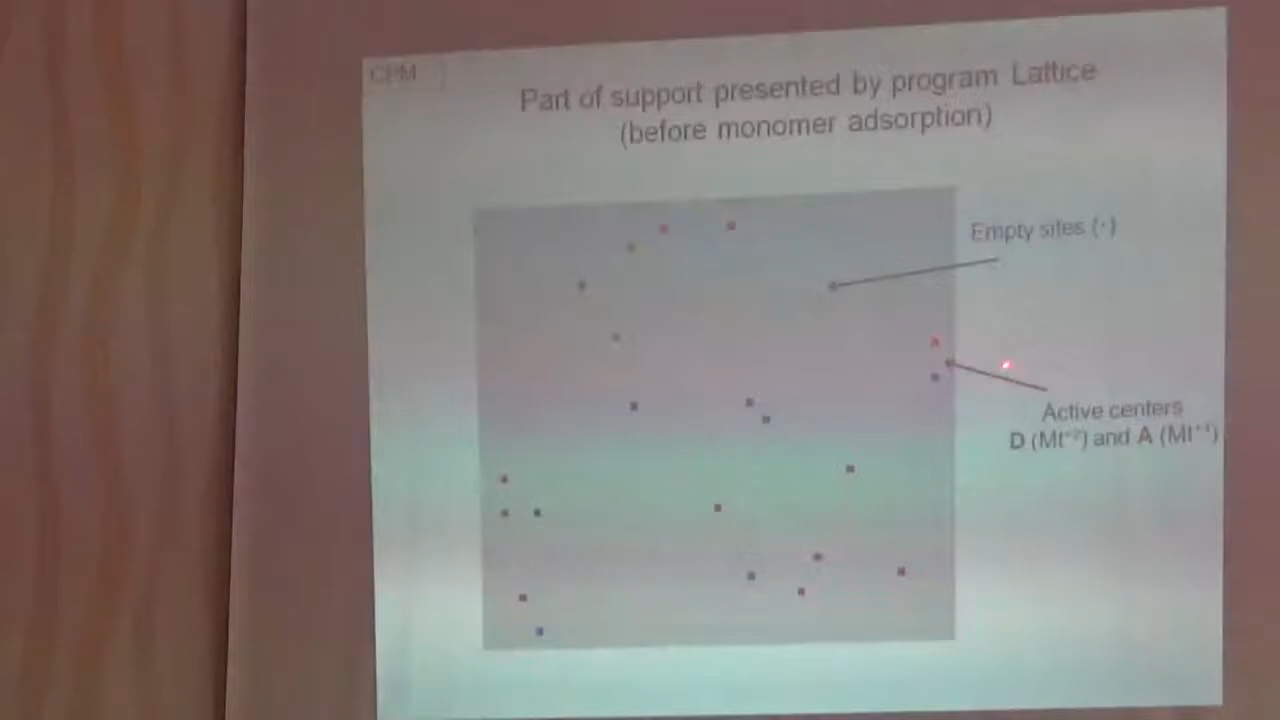 CPM
Part of support presented by program Lattice
(before monomer adsorption)
Empty sites (·)
Active centers
D (Mt⁺²) and A (Mt⁺³)